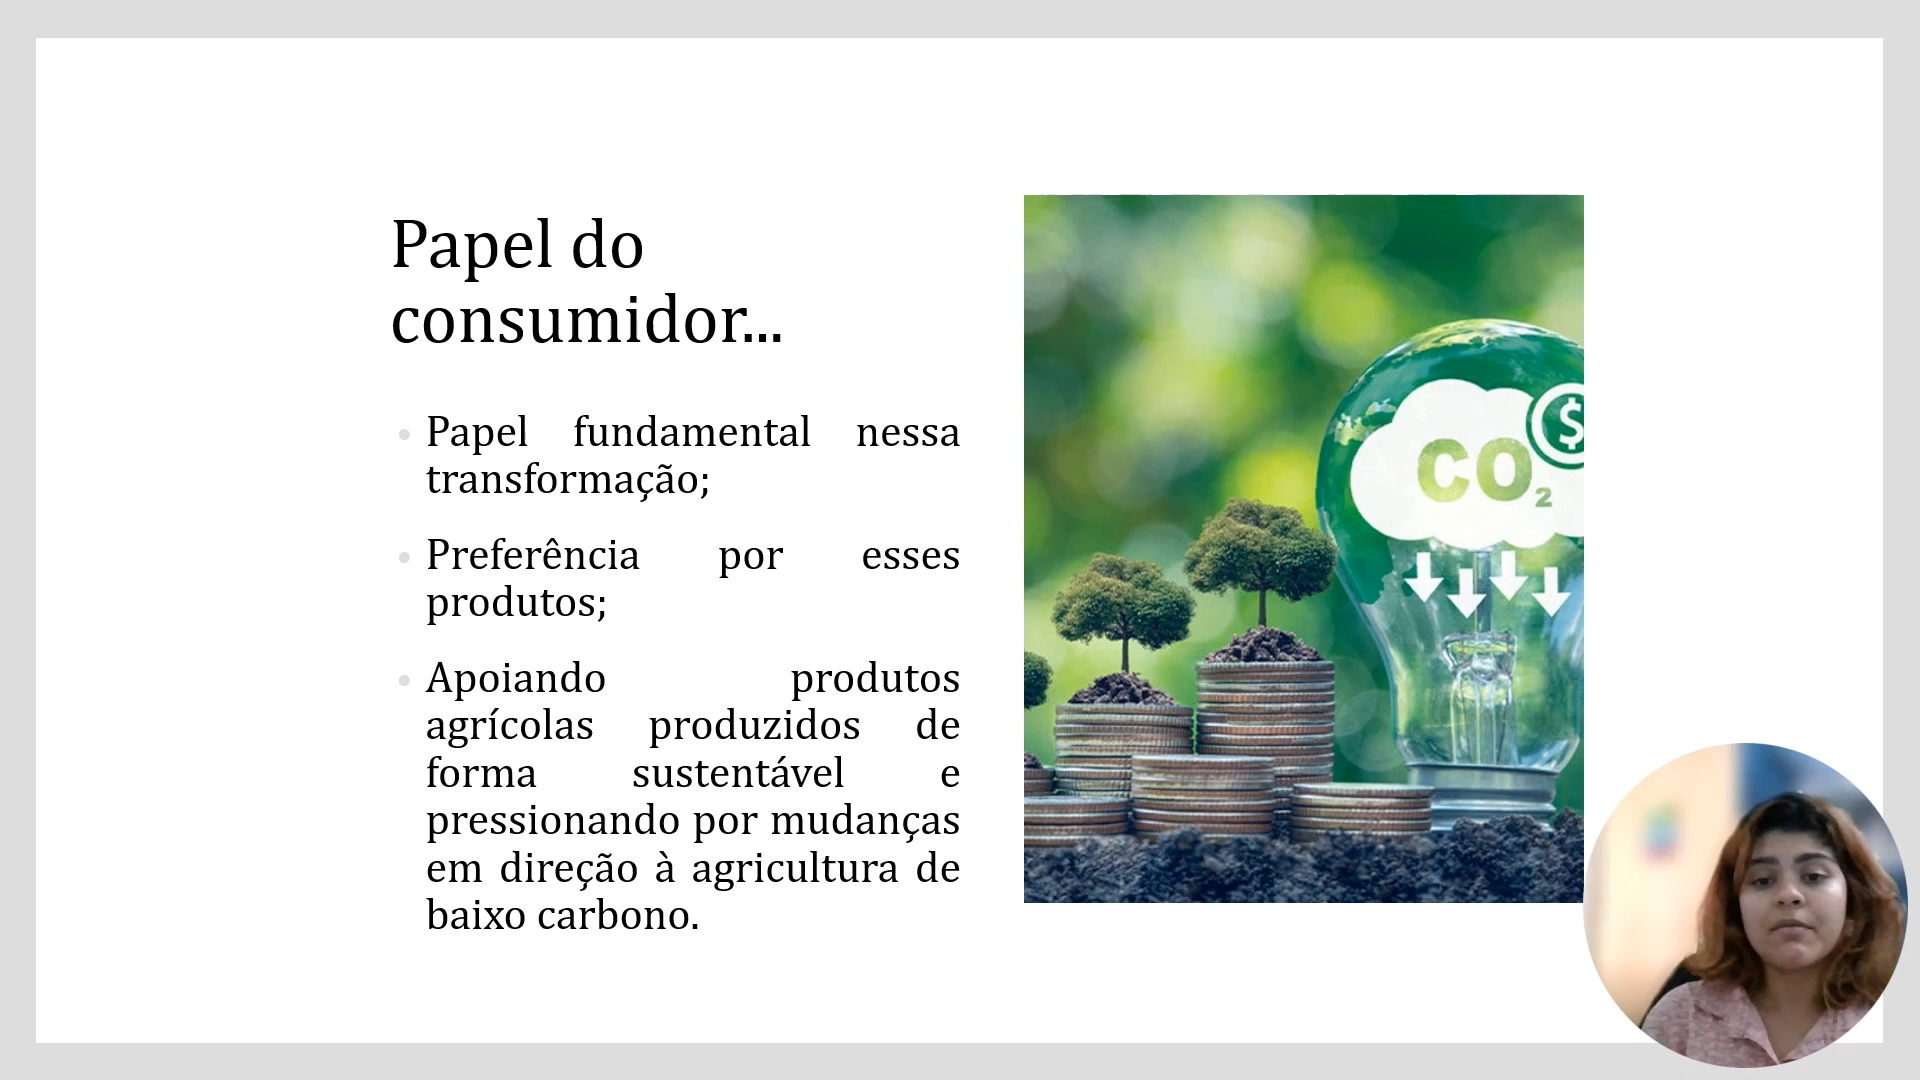 Papel do
consumidor...
• Papel fundamental nessa
transformação;
• Preferência por esses
produtos;
• Apoiando produtos
agrícolas produzidos de
forma sustentável e
pressionando por mudanças
em direção à agricultura de
baixo carbono.
$
CO₂